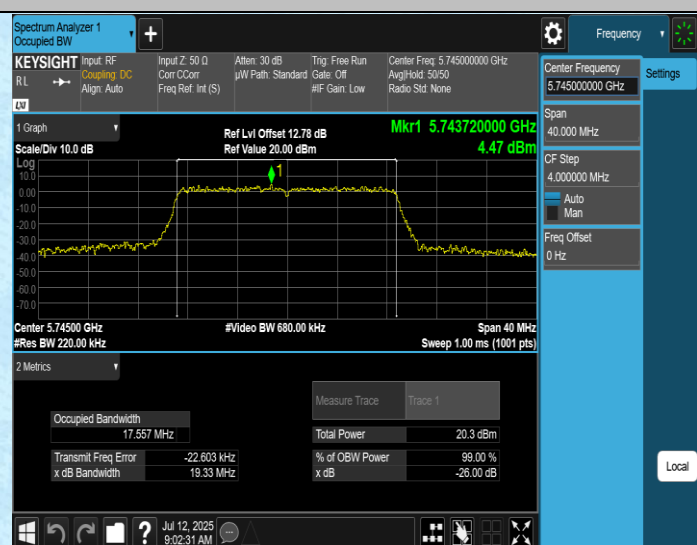 Spectrum Analyzer 1
Occupied BW
Frequency
KEYSIGHT
RL
LXI
Input: RF
Coupling: DC
Align: Auto
Input Z: 50 Ω
Corr CCorr
Freq Ref: Int (S)
Atten: 30 dB
µW Path: Standard
Trig: Free Run
Gate: Off
#IF Gain: Low
Center Freq: 5.745000000 GHz
Avg|Hold: 50/50
Radio Std: None
Center Frequency
5.745000000 GHz
Settings
Span
40.000 MHz
CF Step
4.000000 MHz
Auto
Man
Freq Offset
0 Hz
1 Graph
Scale/Div 10.0 dB
Ref Lvl Offset 12.78 dB
Ref Value 20.00 dBm
Mkr1 5.743720000 GHz
4.47 dBm
Log
10.0
0.00
-10.0
-20.0
-30.0
-40.0
-50.0
-60.0
-70.0
1
Center 5.74500 GHz
#Video BW 680.00 kHz
Span 40 MHz
#Res BW 220.00 kHz
Sweep 1.00 ms (1001 pts)
2 Metrics
Measure Trace
Trace 1
Occupied Bandwidth
17.557 MHz
Total Power
20.3 dBm
Transmit Freq Error
-22.603 kHz
% of OBW Power
99.00 %
x dB Bandwidth
19.33 MHz
x dB
-26.00 dB
Local
?
Jul 12, 2025
9:02:31 AM